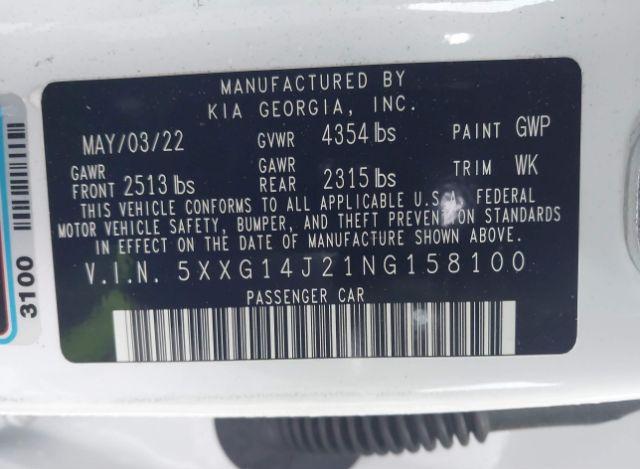 MANUFACTURED BY
KIA GEORGIA, INC.
MAY/03/22 GVWR 4354 lbs PAINT GWP
GAWR FRONT 2513 lbs GAWR REAR 2315 lbs TRIM WK
THIS VEHICLE CONFORMS TO ALL APPLICABLE U.S.A. FEDERAL
MOTOR VEHICLE SAFETY, BUMPER, AND THEFT PREVENTION STANDARDS
IN EFFECT ON THE DATE OF MANUFACTURE SHOWN ABOVE.
V.I.N. 5XXG14J21NG158100
PASSENGER CAR
3100